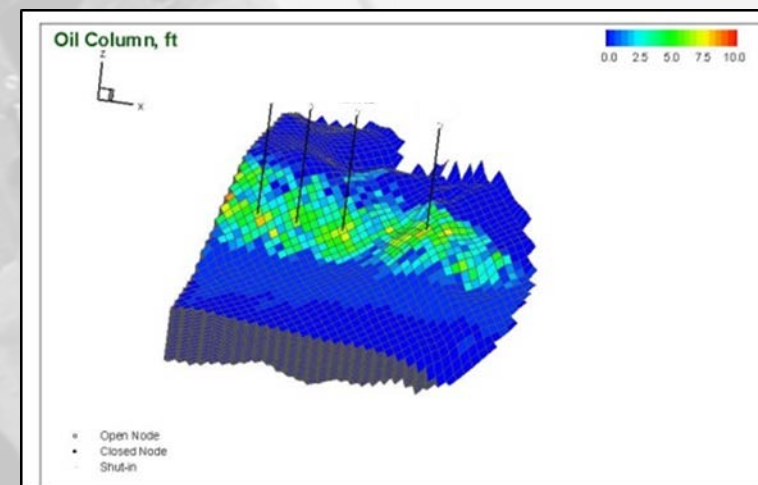 Oil Column, ft
0.0 2.5 5.0 7.5 10.0
z
x
Open Node
Closed Node
Shut-in